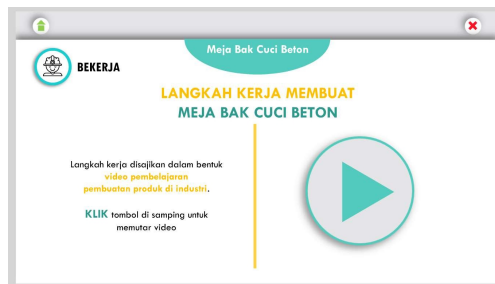 Meja Bak Cuci Beton
BEKERJA
LANGKAH KERJA MEMBUAT
MEJA BAK CUCI BETON
Langkah kerja disajikan dalam bentuk
video pembelajaran
pembuatan produk di industri.
KLIK tombol di samping untuk
memutar video